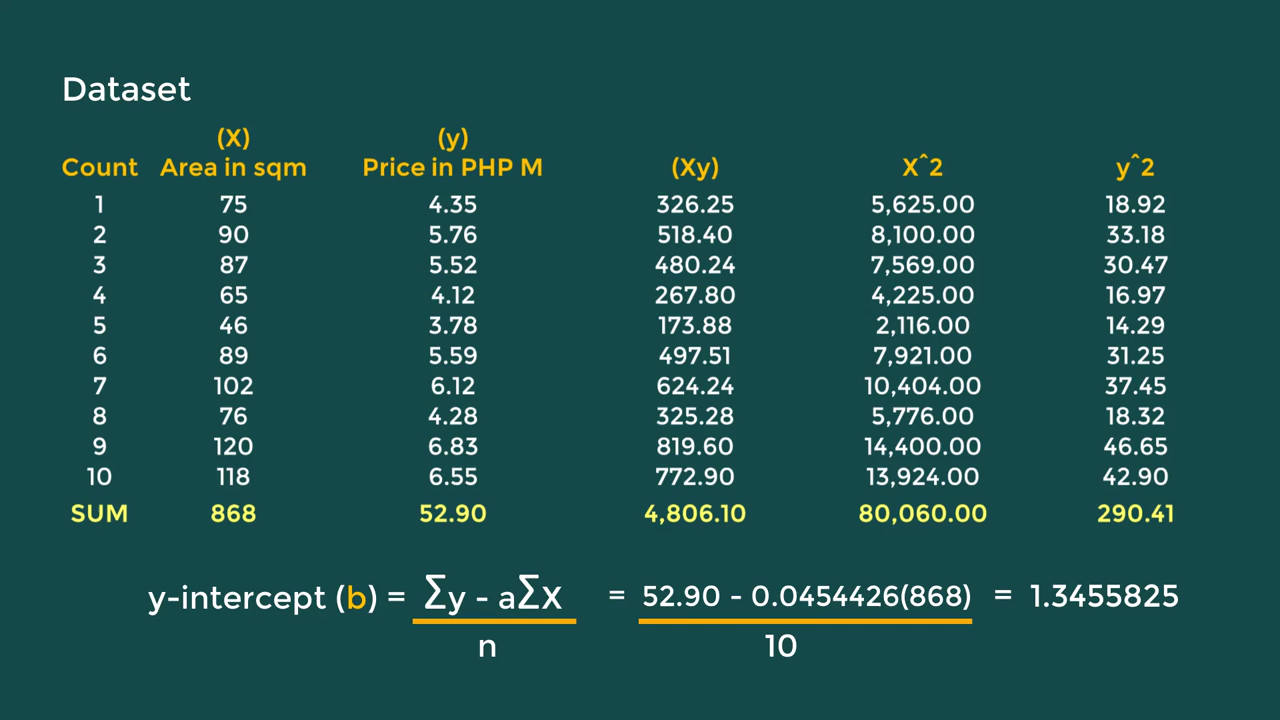 Dataset
(X) (y)
Count Area in sqm Price in PHP M (Xy) X^2 y^2
1 75 4.35 326.25 5,625.00 18.92
2 90 5.76 518.40 8,100.00 33.18
3 87 5.52 480.24 7,569.00 30.47
4 65 4.12 267.80 4,225.00 16.97
5 46 3.78 173.88 2,116.00 14.29
6 89 5.59 497.51 7,921.00 31.25
7 102 6.12 624.24 10,404.00 37.45
8 76 4.28 325.28 5,776.00 18.32
9 120 6.83 819.60 14,400.00 46.65
10 118 6.55 772.90 13,924.00 42.90
SUM 868 52.90 4,806.10 80,060.00 290.41
y-intercept (b) = Σy - aΣX = 52.90 - 0.0454426(868) = 1.3455825
n 10